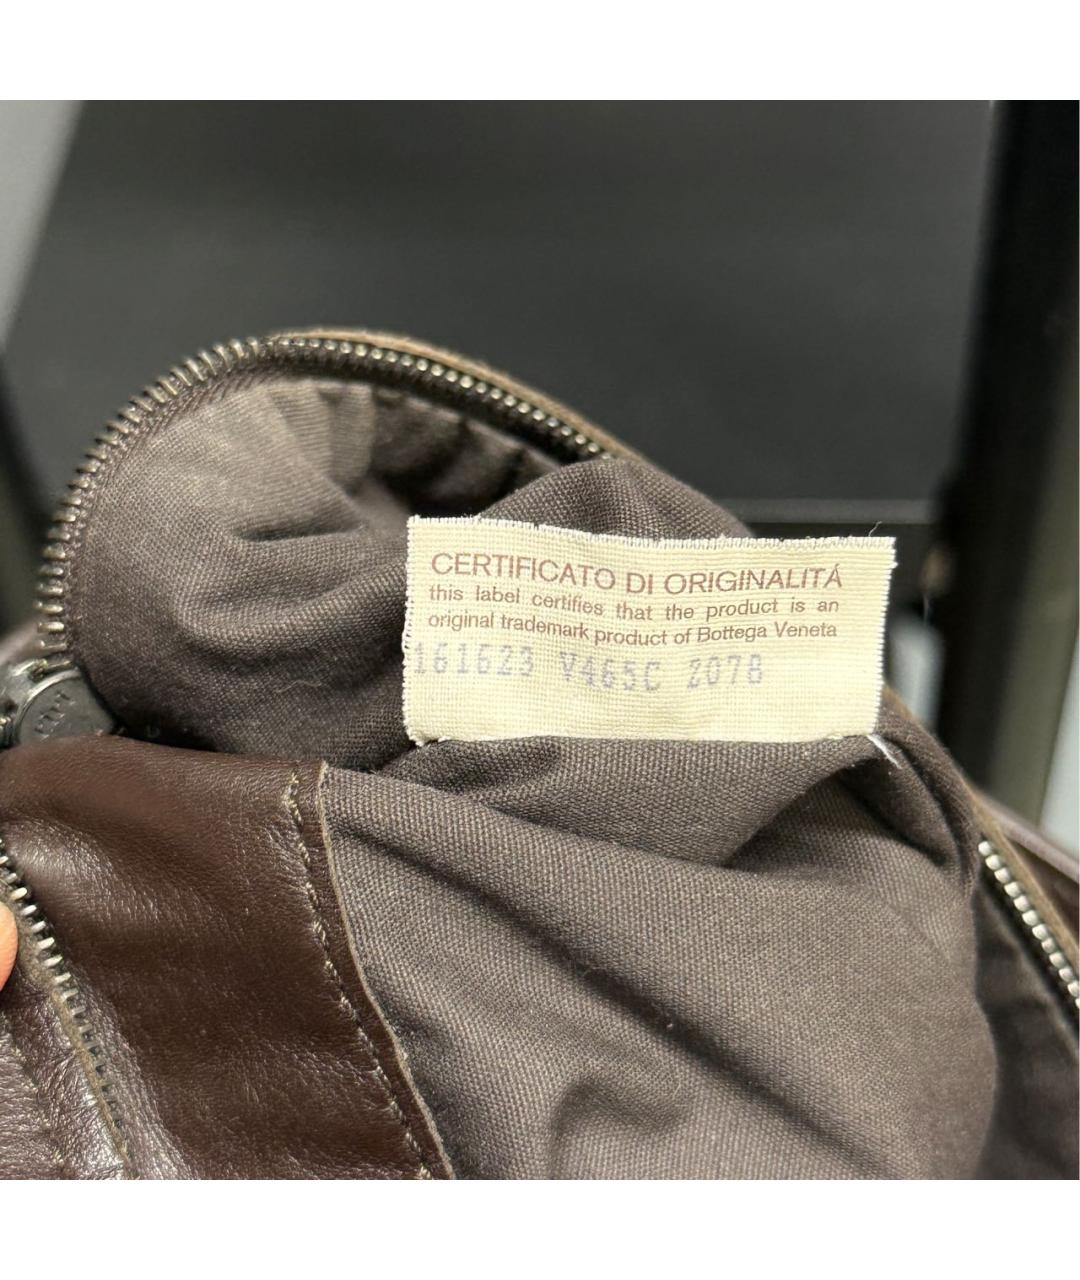 CERTIFICATO DI ORIGINALITÁ
this label certifies that the product is an
original trademark product of Bottega Veneta
161623 V465C 2078